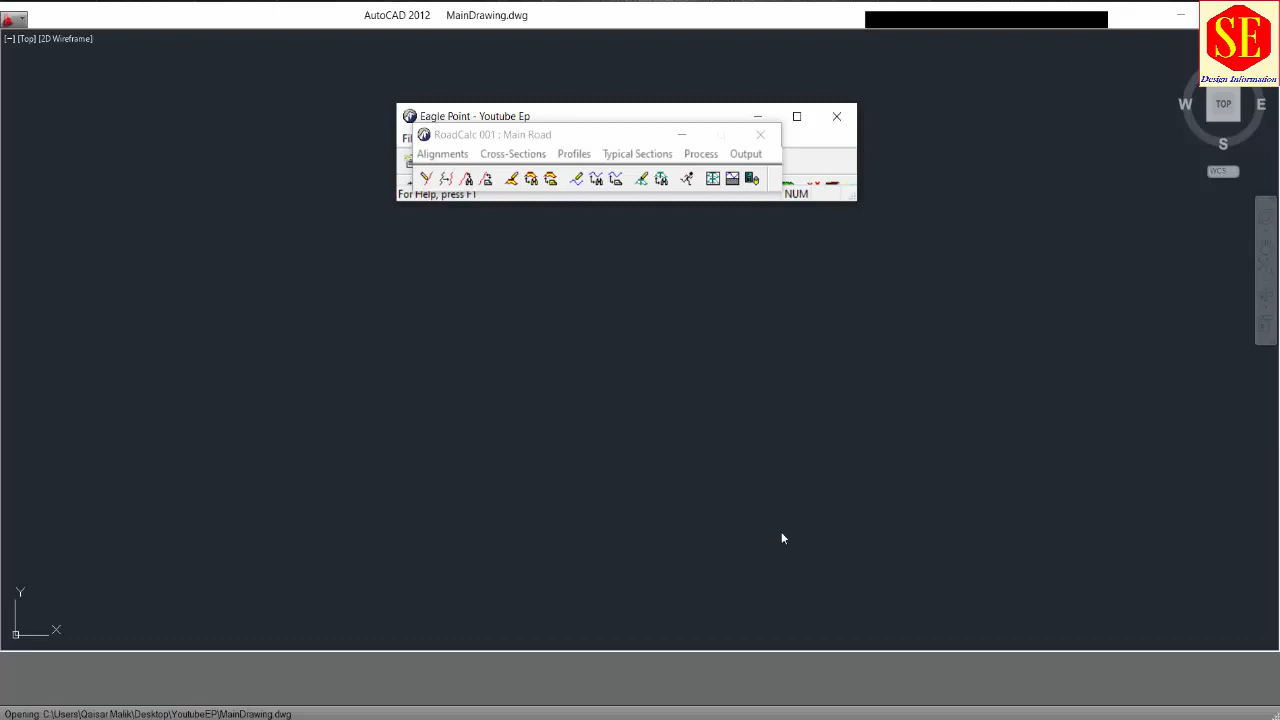 AutoCAD 2012 MainDrawing.dwg
[−] [Top] [2D Wireframe]
SE
Design Information
W TOP E
S
WCS
Eagle Point - Youtube Ep
RoadCalc 001 : Main Road
Alignments Cross-Sections Profiles Typical Sections Process Output
For Help, press F1 NUM
Y
X
Opening: C:\Users\Qaisar Malik\Desktop\YoutubeEP\MainDrawing.dwg